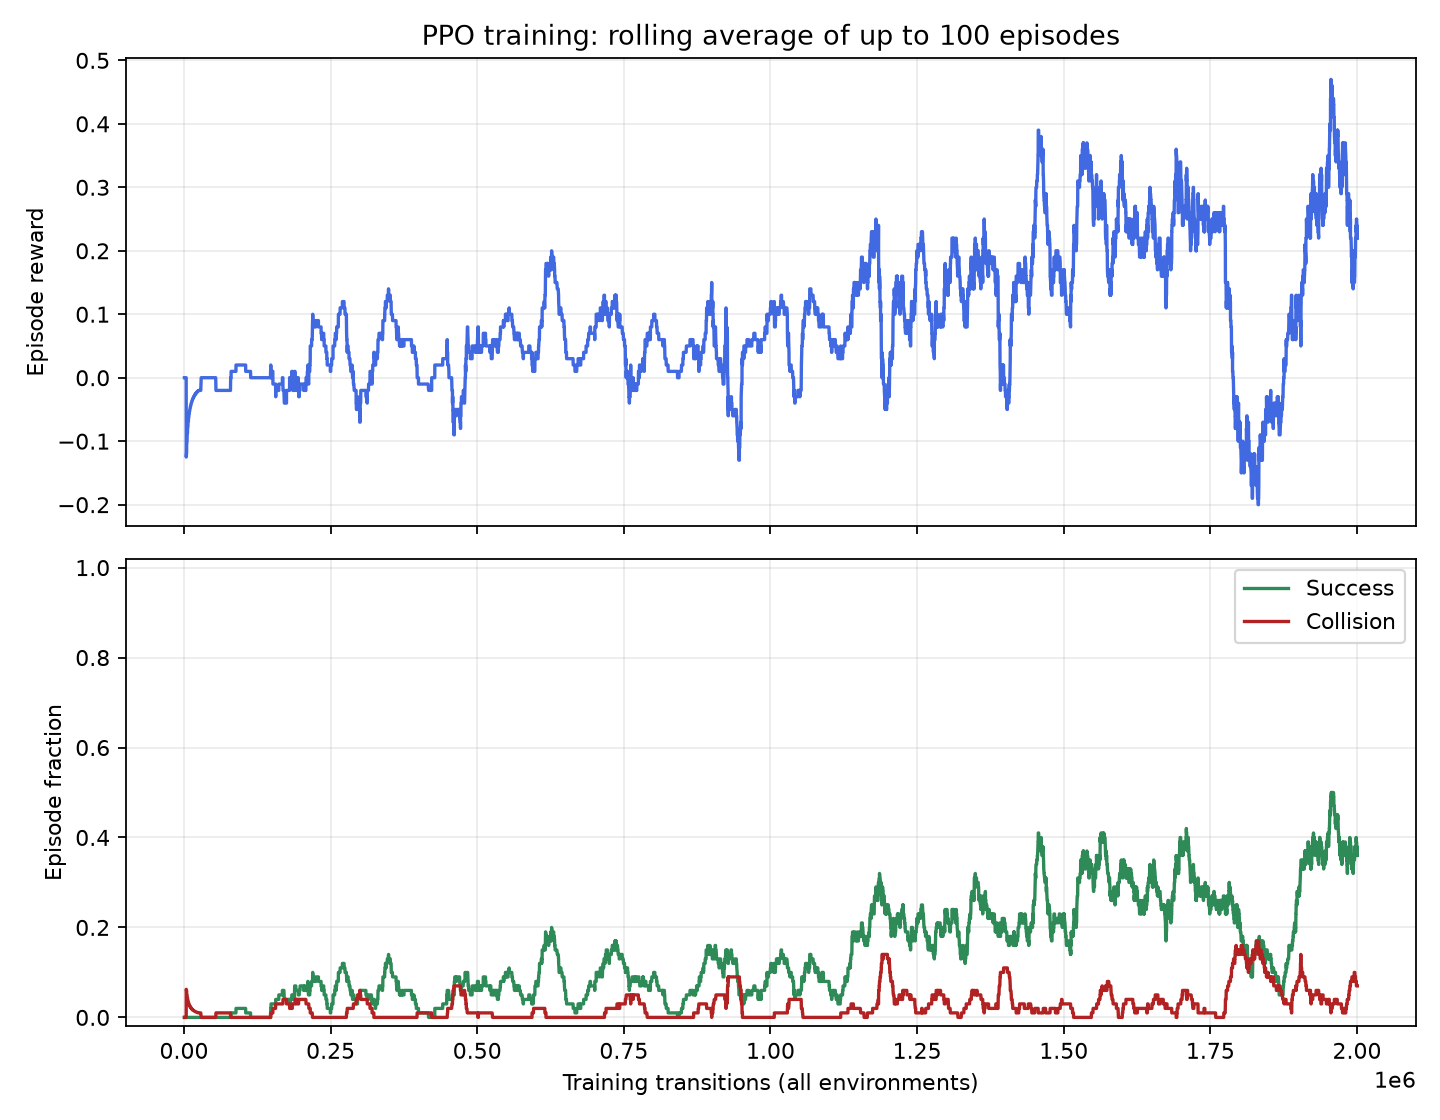 PPO training: rolling average of up to 100 episodes
Episode reward
0.5
0.4
0.3
0.2
0.1
0.0
−0.1
−0.2
Episode fraction
1.0
0.8
0.6
0.4
0.2
0.0
Success
Collision
0.00 0.25 0.50 0.75 1.00 1.25 1.50 1.75 2.00
Training transitions (all environments)
1e6